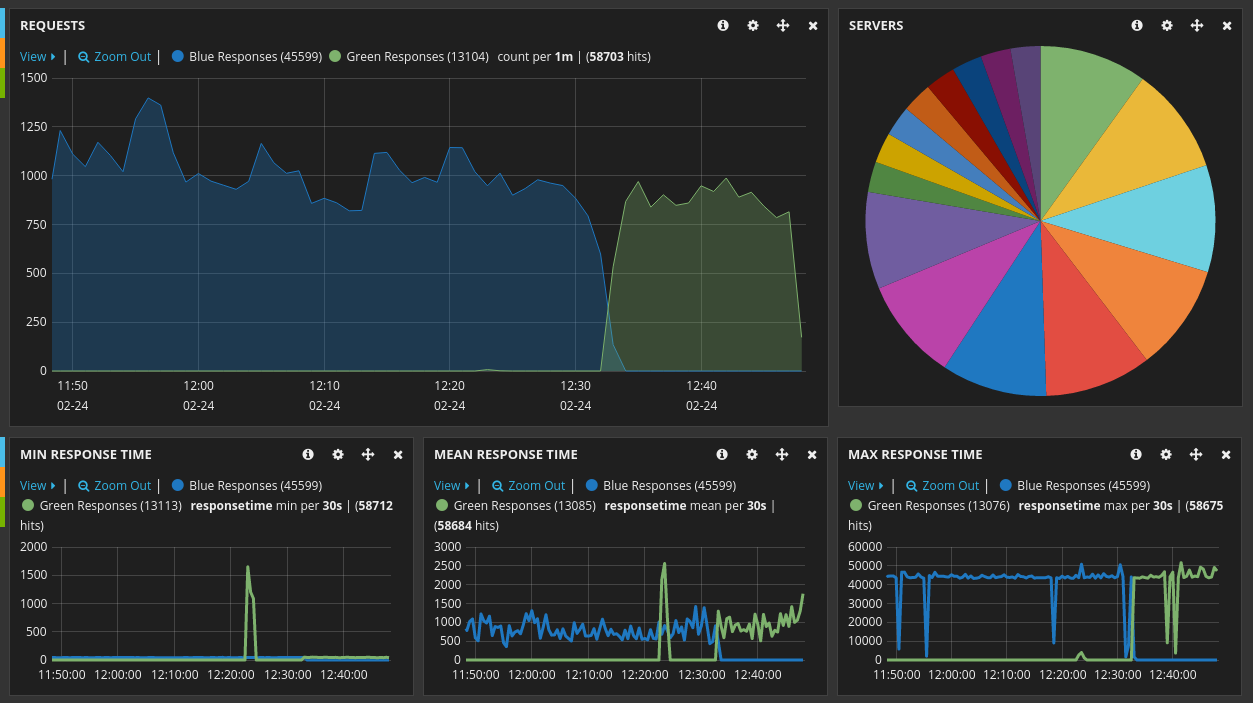 REQUESTS
View | Zoom Out | Blue Responses (45599) Green Responses (13104) count per 1m | (58703 hits)
1500
1250
1000
750
500
250
0
11:50 12:00 12:10 12:20 12:30 12:40
02-24 02-24 02-24 02-24 02-24 02-24
SERVERS
MIN RESPONSE TIME
View | Zoom Out | Blue Responses (45599)
Green Responses (13113) responsetime min per 30s | (58712
hits)
2000
1500
1000
500
0
11:50:00 12:00:00 12:10:00 12:20:00 12:30:00 12:40:00
MEAN RESPONSE TIME
View | Zoom Out | Blue Responses (45599)
Green Responses (13085) responsetime mean per 30s |
(58684 hits)
3000
2500
2000
1500
1000
500
0
11:50:00 12:00:00 12:10:00 12:20:00 12:30:00 12:40:00
MAX RESPONSE TIME
View | Zoom Out | Blue Responses (45599)
Green Responses (13076) responsetime max per 30s | (58675
hits)
60000
50000
40000
30000
20000
10000
0
11:50:00 12:00:00 12:10:00 12:20:00 12:30:00 12:40:00